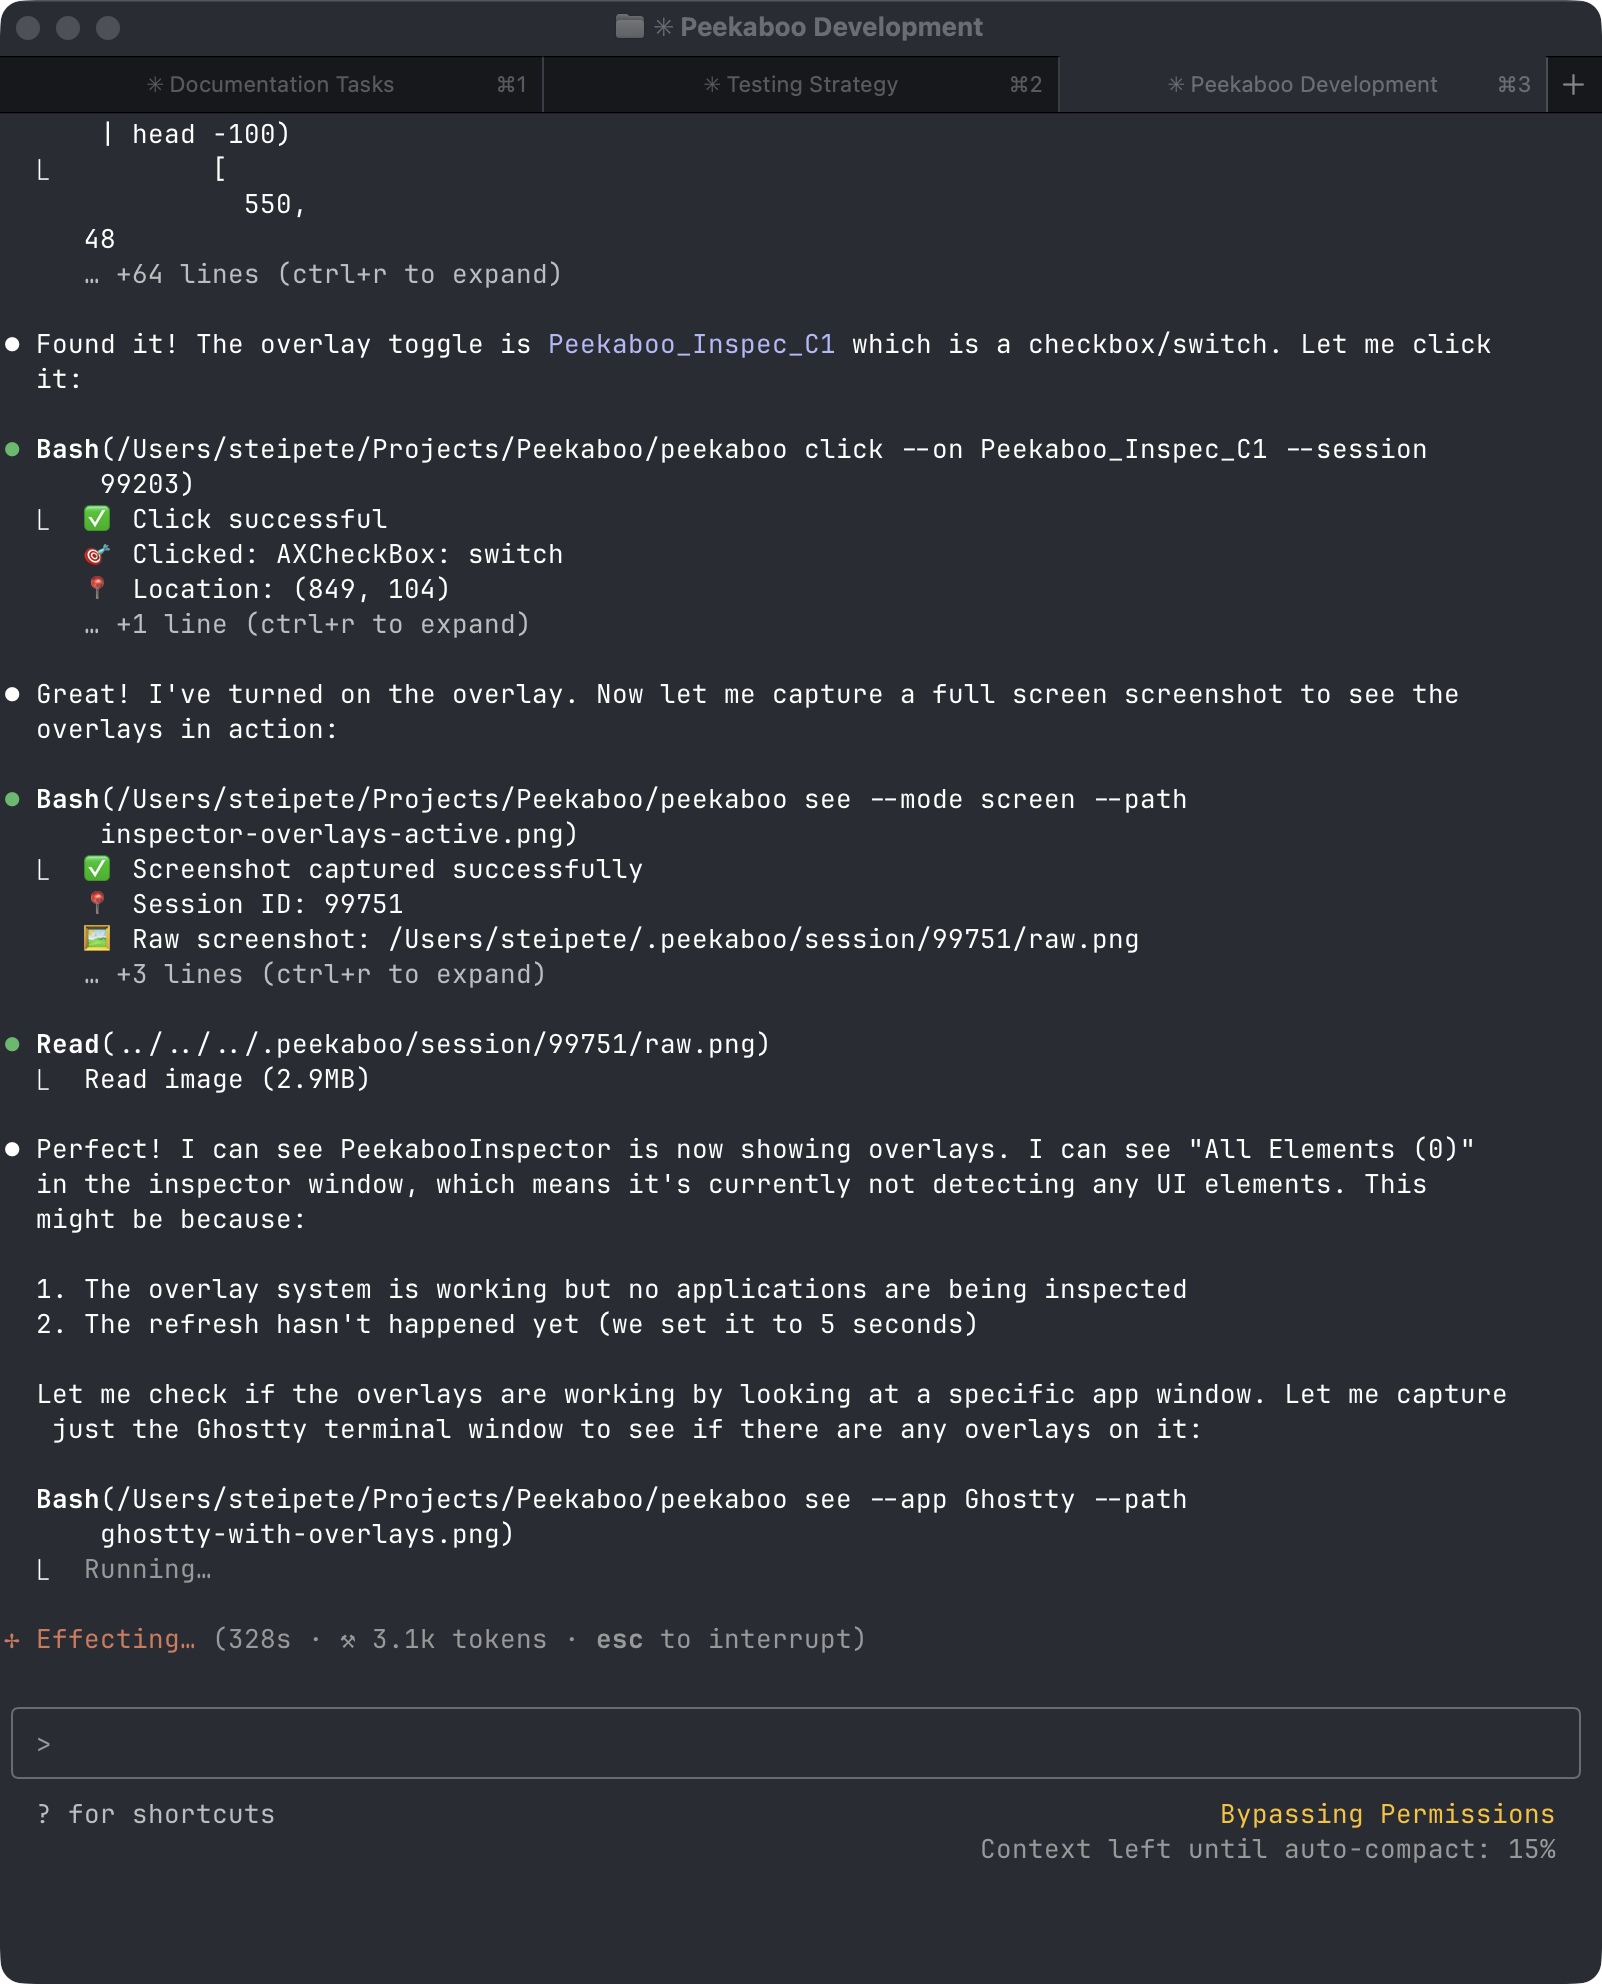 ✳ Peekaboo Development
✳ Documentation Tasks ⌘1 ✳ Testing Strategy ⌘2 ✳ Peekaboo Development ⌘3 +
| head -100)
⎿ [
550,
48
… +64 lines (ctrl+r to expand)
● Found it! The overlay toggle is Peekaboo_Inspec_C1 which is a checkbox/switch. Let me click
it:
● Bash(/Users/steipete/Projects/Peekaboo/peekaboo click --on Peekaboo_Inspec_C1 --session
99203)
⎿ ✅ Click successful
🎯 Clicked: AXCheckBox: switch
📍 Location: (849, 104)
… +1 line (ctrl+r to expand)
● Great! I've turned on the overlay. Now let me capture a full screen screenshot to see the
overlays in action:
● Bash(/Users/steipete/Projects/Peekaboo/peekaboo see --mode screen --path
inspector-overlays-active.png)
⎿ ✅ Screenshot captured successfully
📍 Session ID: 99751
🖼️ Raw screenshot: /Users/steipete/.peekaboo/session/99751/raw.png
… +3 lines (ctrl+r to expand)
● Read(../../../.peekaboo/session/99751/raw.png)
⎿ Read image (2.9MB)
● Perfect! I can see PeekabooInspector is now showing overlays. I can see "All Elements (0)"
in the inspector window, which means it's currently not detecting any UI elements. This
might be because:
1. The overlay system is working but no applications are being inspected
2. The refresh hasn't happened yet (we set it to 5 seconds)
Let me check if the overlays are working by looking at a specific app window. Let me capture
just the Ghostty terminal window to see if there are any overlays on it:
Bash(/Users/steipete/Projects/Peekaboo/peekaboo see --app Ghostty --path
ghostty-with-overlays.png)
⎿ Running…
✢ Effecting… (328s · ⚒ 3.1k tokens · esc to interrupt)
>
? for shortcuts Bypassing Permissions
Context left until auto-compact: 15%